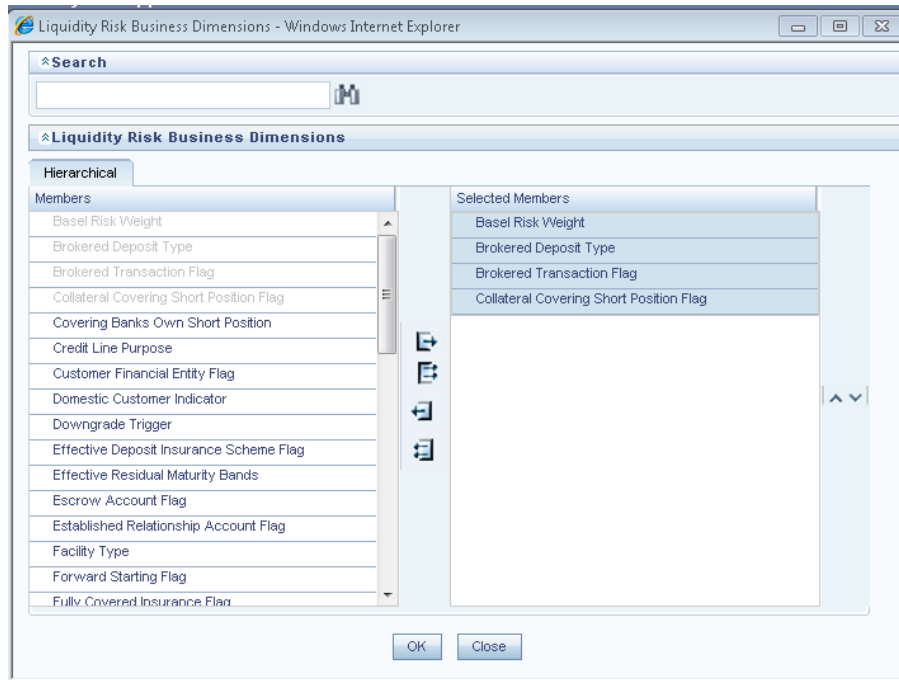 Liquidity Risk Business Dimensions - Windows Internet Explorer
Search
Liquidity Risk Business Dimensions
Hierarchical
Members
Basel Risk Weight
Brokered Deposit Type
Brokered Transaction Flag
Collateral Covering Short Position Flag
Covering Banks Own Short Position
Credit Line Purpose
Customer Financial Entity Flag
Domestic Customer Indicator
Downgrade Trigger
Effective Deposit Insurance Scheme Flag
Effective Residual Maturity Bands
Escrow Account Flag
Established Relationship Account Flag
Facility Type
Forward Starting Flag
Fully Covered Insurance Flag
Selected Members
Basel Risk Weight
Brokered Deposit Type
Brokered Transaction Flag
Collateral Covering Short Position Flag
OK Close